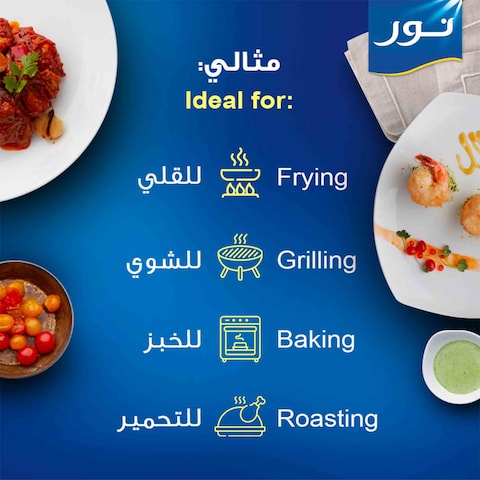 نور
مثالي:
Ideal for:
للقلي Frying
للشوي Grilling
للخبز Baking
للتحمير Roasting